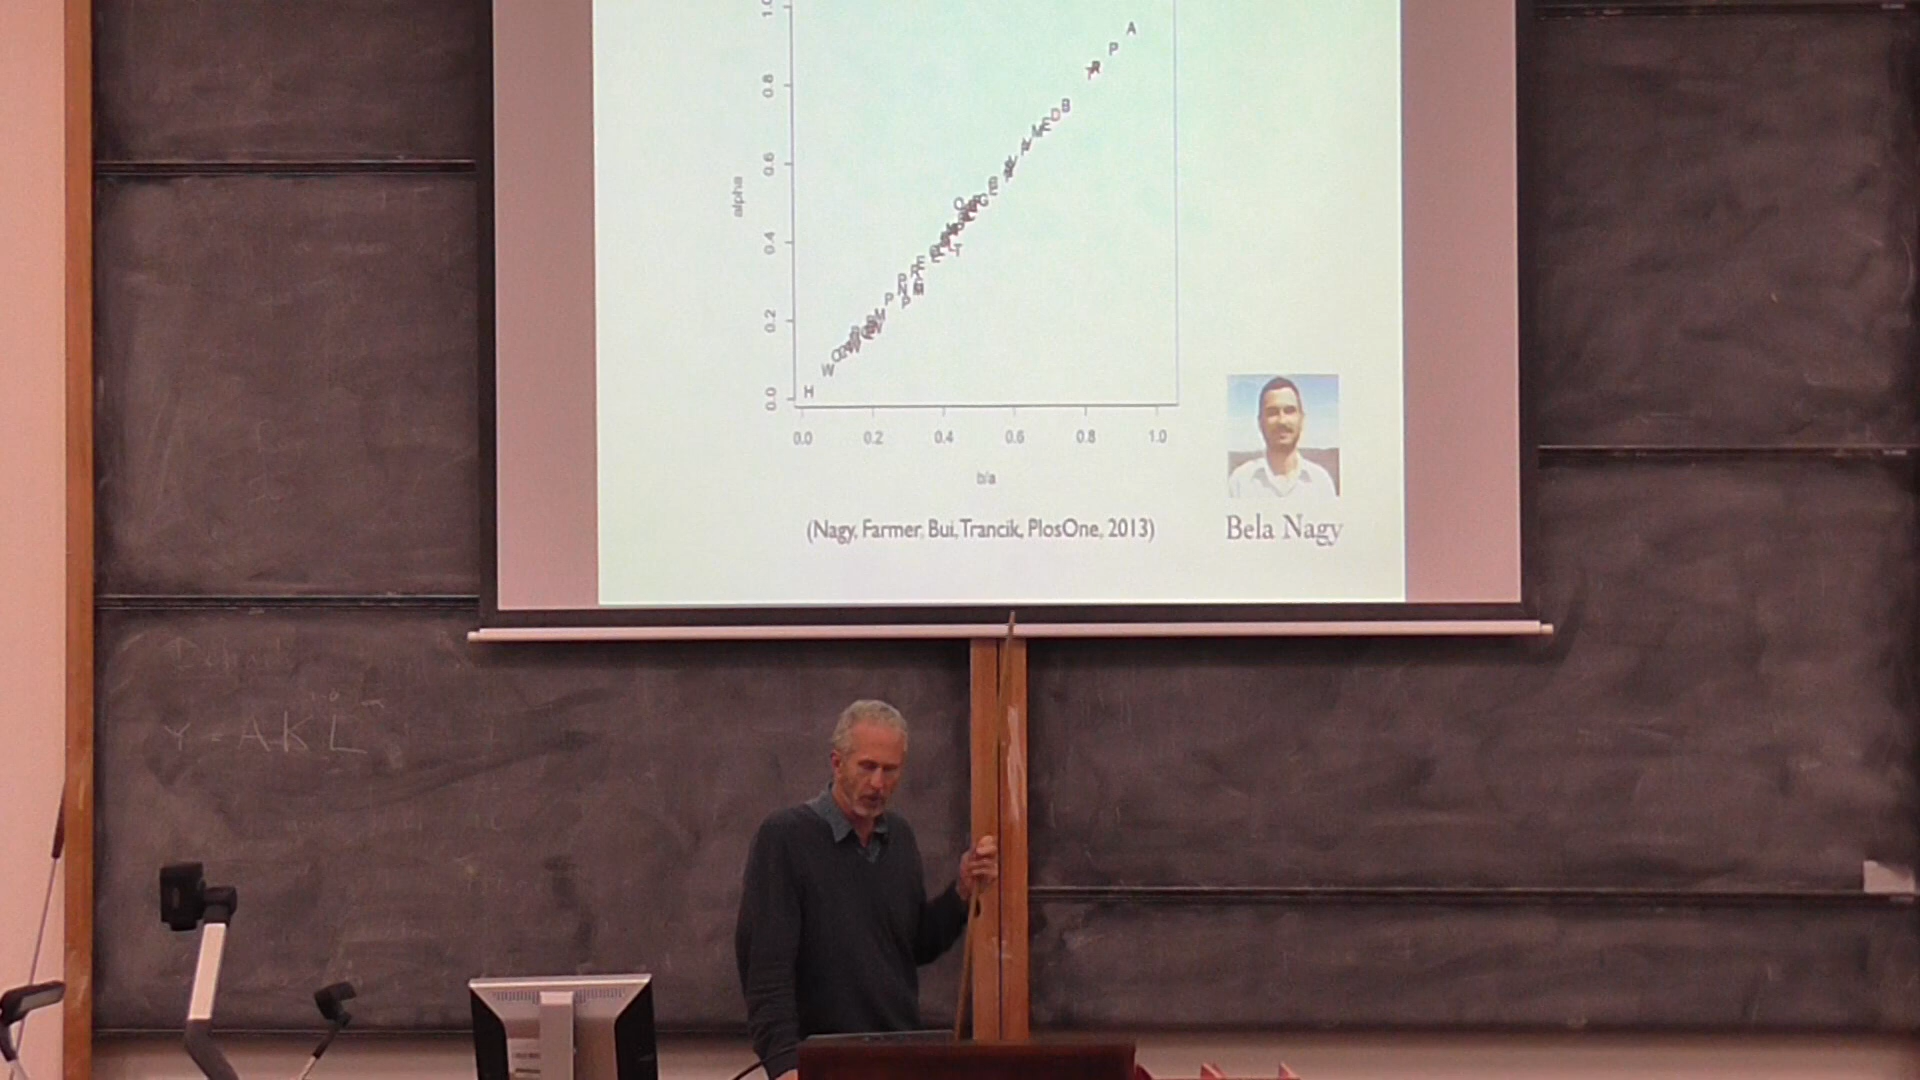 1.0
0.8
0.6
0.4
0.2
0.0
alpha
A
P
B
D
E
M
G
O
T
E
P
N
M
P
P
M
W
H
0.0 0.2 0.4 0.6 0.8 1.0
b/a
(Nagy, Farmer, Bui, Trancik, PlosOne, 2013)
Bela Nagy
Y = A K L